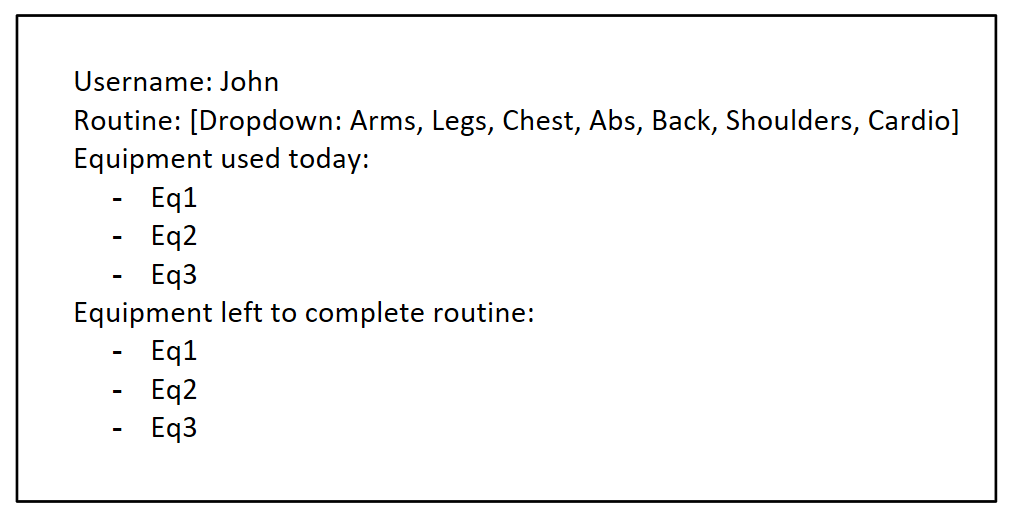 Username: John
Routine: [Dropdown: Arms, Legs, Chest, Abs, Back, Shoulders, Cardio]
Equipment used today:
- Eq1
- Eq2
- Eq3
Equipment left to complete routine:
- Eq1
- Eq2
- Eq3